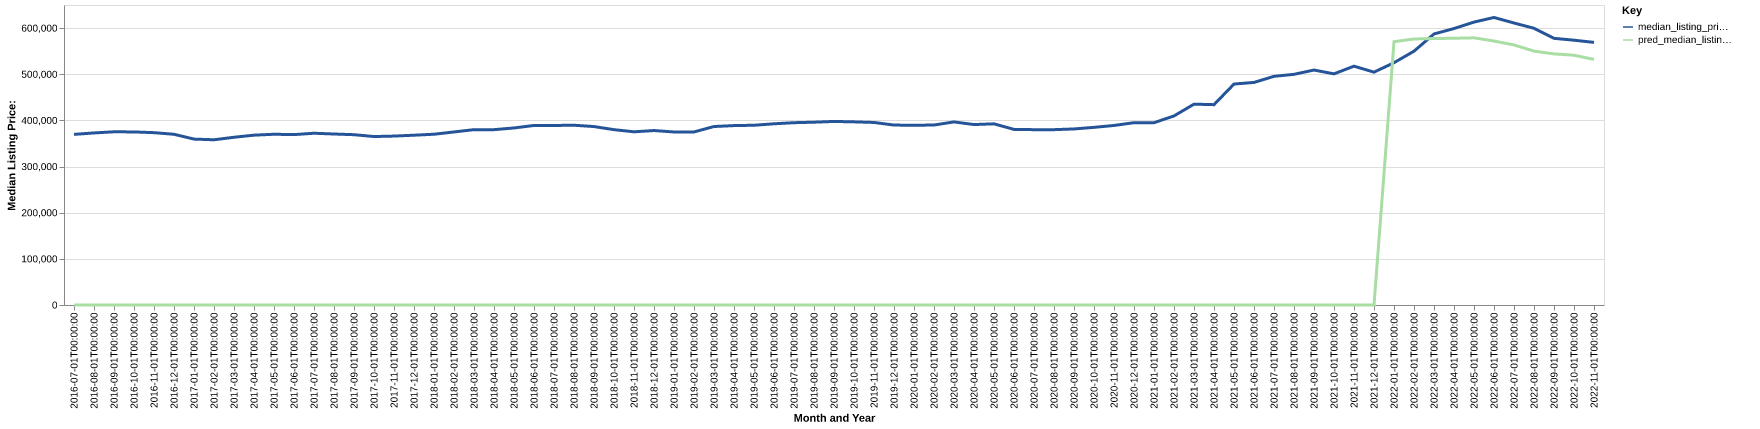 Key
median_listing_pri…
pred_median_listin…
Median Listing Price:
600,000
500,000
400,000
300,000
200,000
100,000
0
2016-07-01T00:00:00
2016-08-01T00:00:00
2016-09-01T00:00:00
2016-10-01T00:00:00
2016-11-01T00:00:00
2016-12-01T00:00:00
2017-01-01T00:00:00
2017-02-01T00:00:00
2017-03-01T00:00:00
2017-04-01T00:00:00
2017-05-01T00:00:00
2017-06-01T00:00:00
2017-07-01T00:00:00
2017-08-01T00:00:00
2017-09-01T00:00:00
2017-10-01T00:00:00
2017-11-01T00:00:00
2017-12-01T00:00:00
2018-01-01T00:00:00
2018-02-01T00:00:00
2018-03-01T00:00:00
2018-04-01T00:00:00
2018-05-01T00:00:00
2018-06-01T00:00:00
2018-07-01T00:00:00
2018-08-01T00:00:00
2018-09-01T00:00:00
2018-10-01T00:00:00
2018-11-01T00:00:00
2018-12-01T00:00:00
2019-01-01T00:00:00
2019-02-01T00:00:00
2019-03-01T00:00:00
2019-04-01T00:00:00
2019-05-01T00:00:00
2019-06-01T00:00:00
2019-07-01T00:00:00
2019-08-01T00:00:00
2019-09-01T00:00:00
2019-10-01T00:00:00
2019-11-01T00:00:00
2019-12-01T00:00:00
2020-01-01T00:00:00
2020-02-01T00:00:00
2020-03-01T00:00:00
2020-04-01T00:00:00
2020-05-01T00:00:00
2020-06-01T00:00:00
2020-07-01T00:00:00
2020-08-01T00:00:00
2020-09-01T00:00:00
2020-10-01T00:00:00
2020-11-01T00:00:00
2020-12-01T00:00:00
2021-01-01T00:00:00
2021-02-01T00:00:00
2021-03-01T00:00:00
2021-04-01T00:00:00
2021-05-01T00:00:00
2021-06-01T00:00:00
2021-07-01T00:00:00
2021-08-01T00:00:00
2021-09-01T00:00:00
2021-10-01T00:00:00
2021-11-01T00:00:00
2021-12-01T00:00:00
2022-01-01T00:00:00
2022-02-01T00:00:00
2022-03-01T00:00:00
2022-04-01T00:00:00
2022-05-01T00:00:00
2022-06-01T00:00:00
2022-07-01T00:00:00
2022-08-01T00:00:00
2022-09-01T00:00:00
2022-10-01T00:00:00
2022-11-01T00:00:00
Month and Year